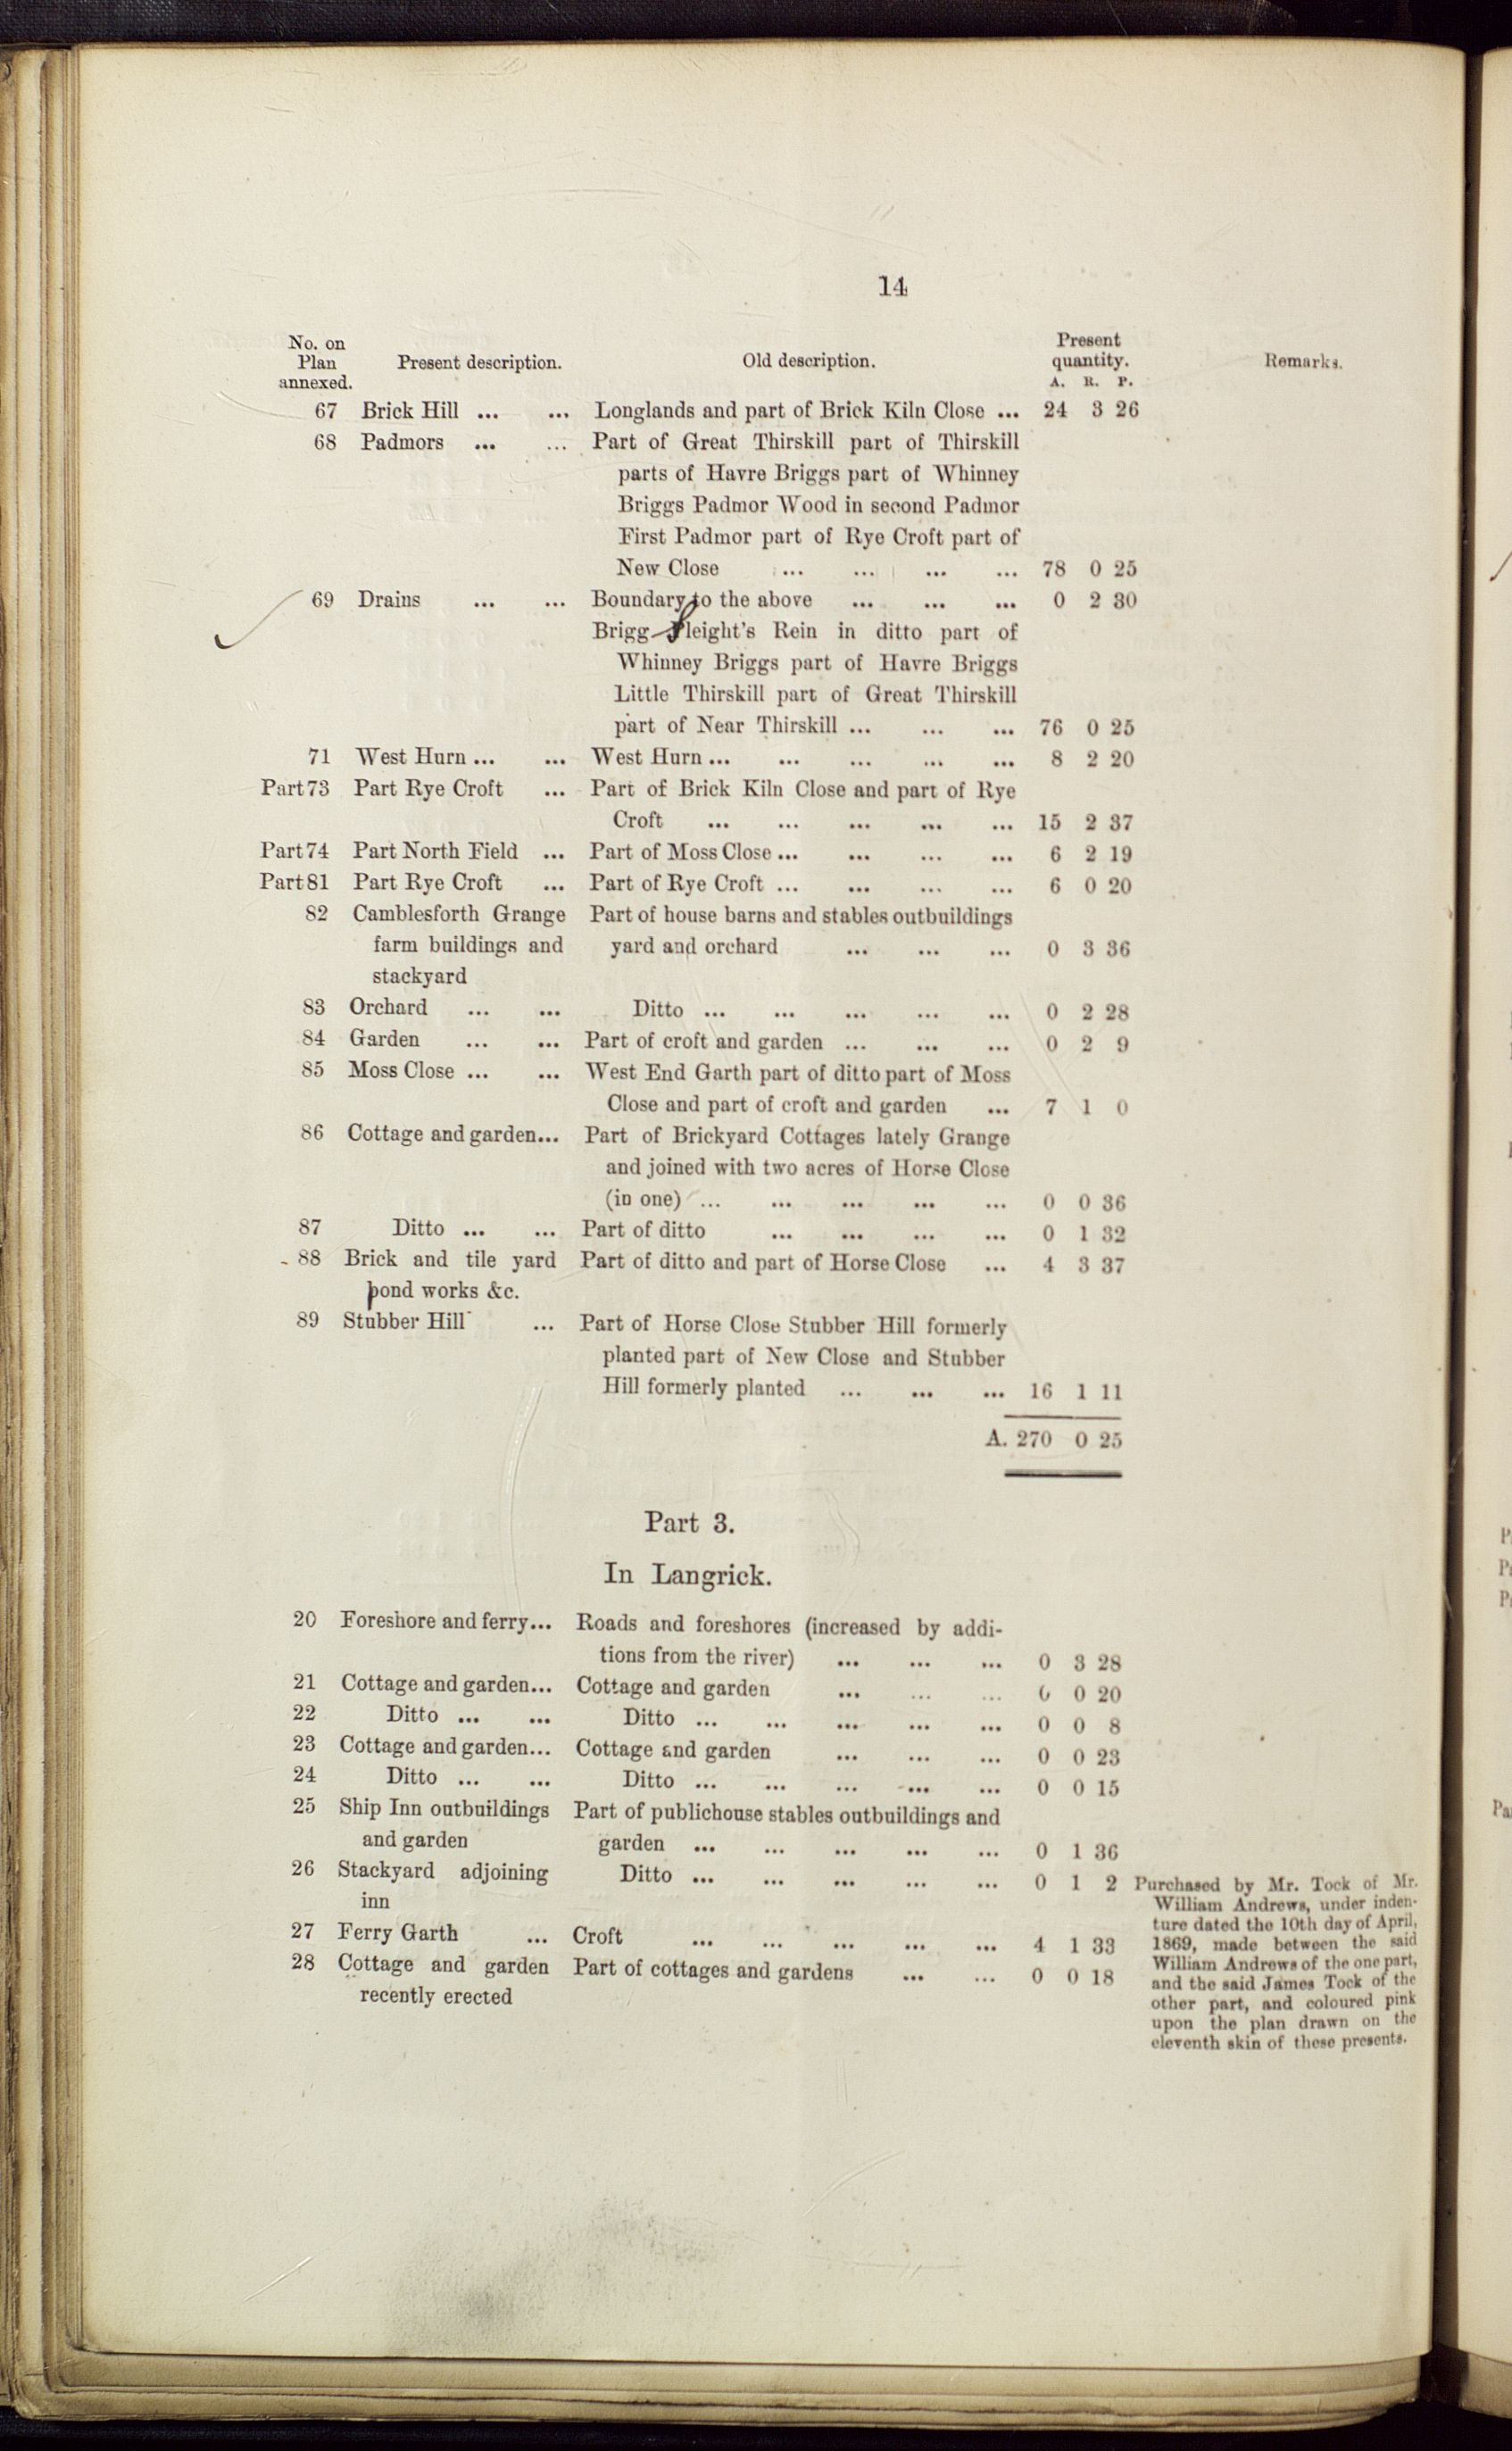 14
No. on Plan annexed. Present description. Old description. Present quantity. Remarks.
A. R. P.
67 Brick Hill ... ... Longlands and part of Brick Kiln Close ... 24 3 26
68 Padmors ... ... Part of Great Thirskill part of Thirskill
parts of Havre Briggs part of Whinney
Briggs Padmor Wood in second Padmor
First Padmor part of Rye Croft part of
New Close ... ... ... ... 78 0 25
69 Drains ... ... Boundary to the above ... ... ... 0 2 30
Brigg Fleight's Rein in ditto part of
Whinney Briggs part of Havre Briggs
Little Thirskill part of Great Thirskill
part of Near Thirskill ... ... ... 76 0 25
71 West Hurn ... ... West Hurn ... ... ... ... ... 8 2 20
Part 73 Part Rye Croft ... Part of Brick Kiln Close and part of Rye
Croft ... ... ... ... ... 15 2 37
Part 74 Part North Field ... Part of Moss Close ... ... ... ... 6 2 19
Part 81 Part Rye Croft ... Part of Rye Croft ... ... ... ... 6 0 20
82 Camblesforth Grange Part of house barns and stables outbuildings
farm buildings and yard and orchard ... ... ... 0 3 36
stackyard
83 Orchard ... ... Ditto ... ... ... ... ... 0 2 28
84 Garden ... ... Part of croft and garden ... ... ... 0 2 9
85 Moss Close ... ... West End Garth part of ditto part of Moss
Close and part of croft and garden ... 7 1 0
86 Cottage and garden... Part of Brickyard Cottages lately Grange
and joined with two acres of Horse Close
(in one) ... ... ... ... ... 0 0 36
87 Ditto ... ... Part of ditto ... ... ... ... 0 1 32
88 Brick and tile yard Part of ditto and part of Horse Close ... 4 3 37
pond works &c.
89 Stubber Hill ... Part of Horse Close Stubber Hill formerly
planted part of New Close and Stubber
Hill formerly planted ... ... ... 16 1 11
A. 270 0 25
Part 3.
In Langrick.
20 Foreshore and ferry... Roads and foreshores (increased by addi-
tions from the river) ... ... ... 0 3 28
21 Cottage and garden... Cottage and garden ... ... ... 0 0 20
22 Ditto ... ... Ditto ... ... ... ... ... 0 0 8
23 Cottage and garden... Cottage and garden ... ... ... 0 0 23
24 Ditto ... ... Ditto ... ... ... ... ... 0 0 15
25 Ship Inn outbuildings Part of publichouse stables outbuildings and
and garden garden ... ... ... ... ... 0 1 36
26 Stackyard adjoining Ditto ... ... ... ... ... 0 1 2
inn
27 Ferry Garth ... Croft ... ... ... ... ... 4 1 33
28 Cottage and garden Part of cottages and gardens ... ... 0 0 18
recently erected
Purchased by Mr. Tock of Mr.
William Andrews, under inden-
ture dated the 10th day of April,
1869, made between the said
William Andrews of the one part,
and the said James Tock of the
other part, and coloured pink
upon the plan drawn on the
eleventh skin of these presents.